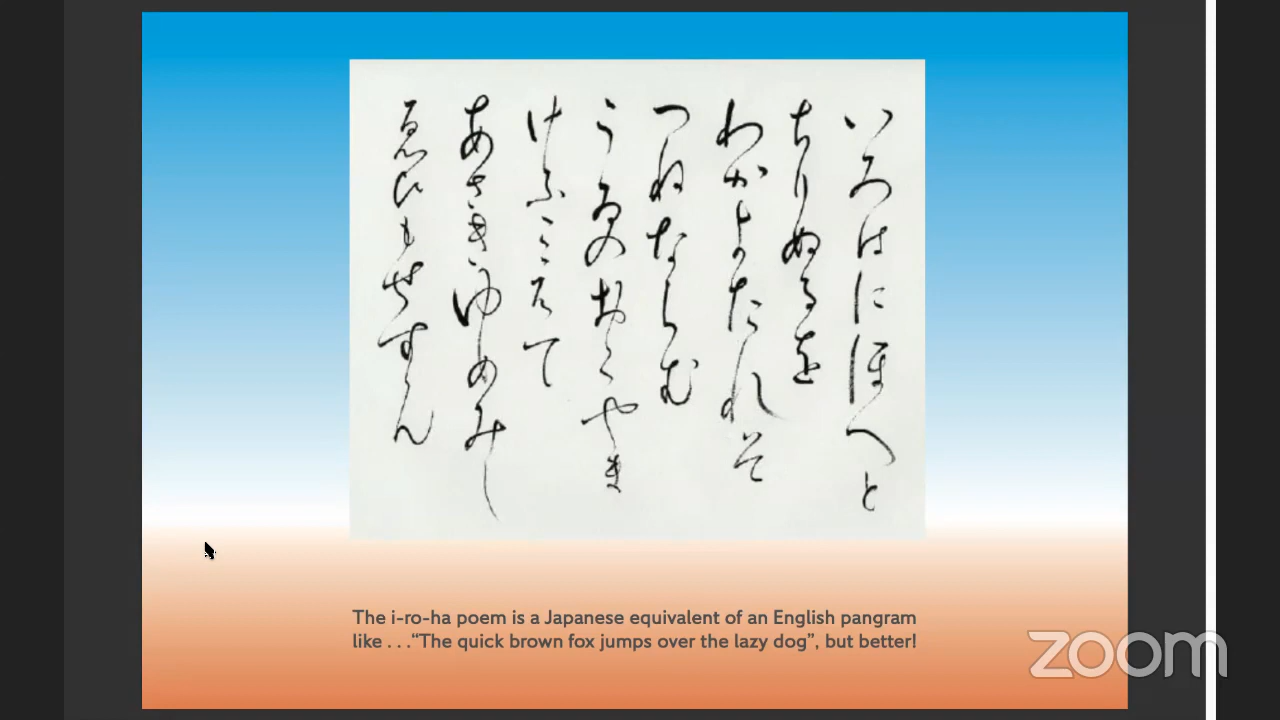 いろはにほへと
ちりぬるを
わかよたれそ
つねならむ
うゐのおくやま
けふこえて
あさきゆめみし
ゑひもせすん
The i-ro-ha poem is a Japanese equivalent of an English pangram
like . . .“The quick brown fox jumps over the lazy dog”, but better!
zoom